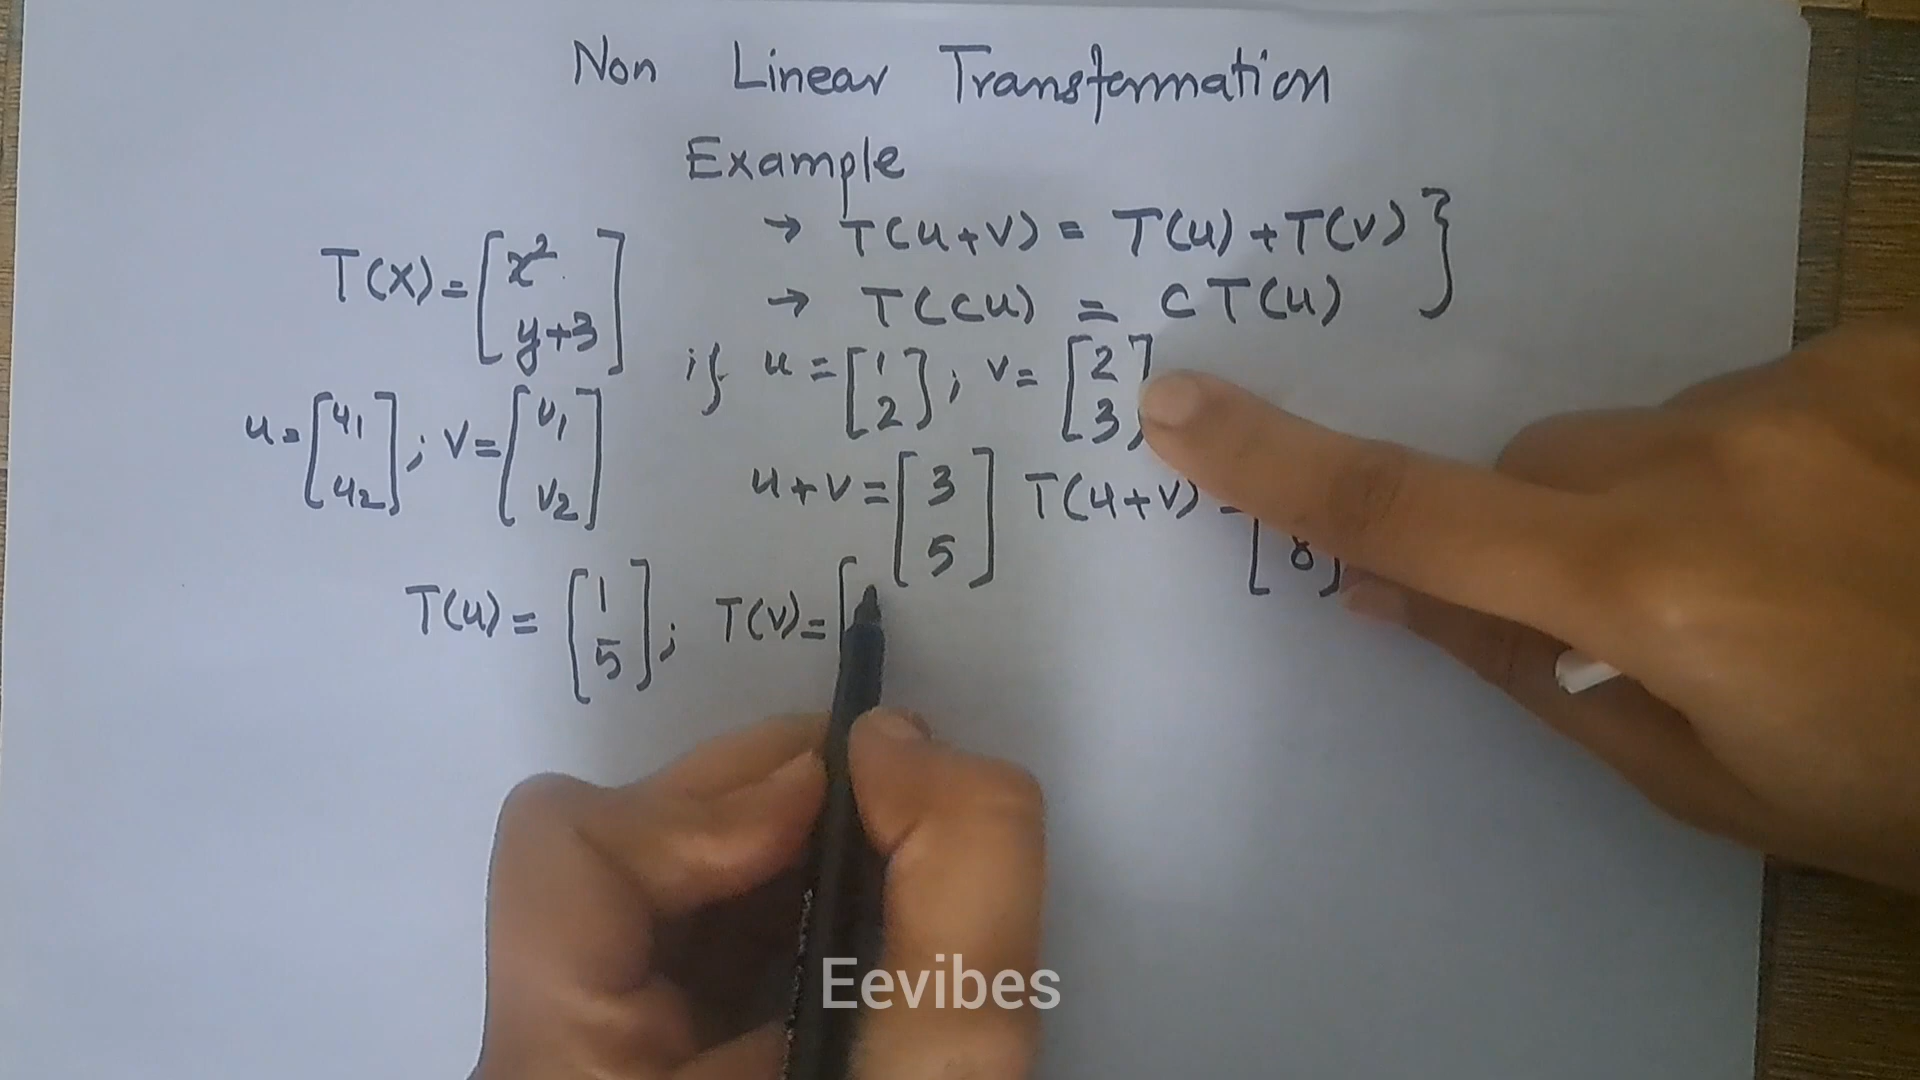 Non Linear Transformation
Example
→ T(u+v) = T(u)+T(v) }
→ T(cu) = cT(u)
T(x)=[x² y+3]
if u=[1 2]; v=[2 3]
u=[u1 u2]; v=[v1 v2]
u+v=[3 5] T(u+v) = [8]
T(u)=[1 5]; T(v)=[
Eevibes